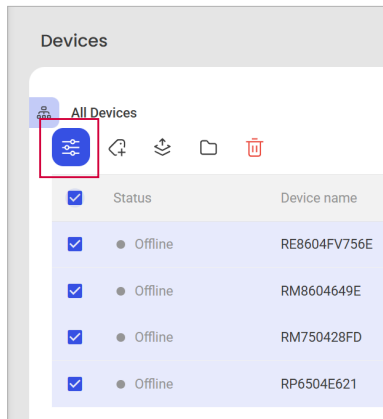 Devices
All Devices
Status Device name
Offline RE8604FV756E
Offline RM8604649E
Offline RM750428FD
Offline RP6504E621